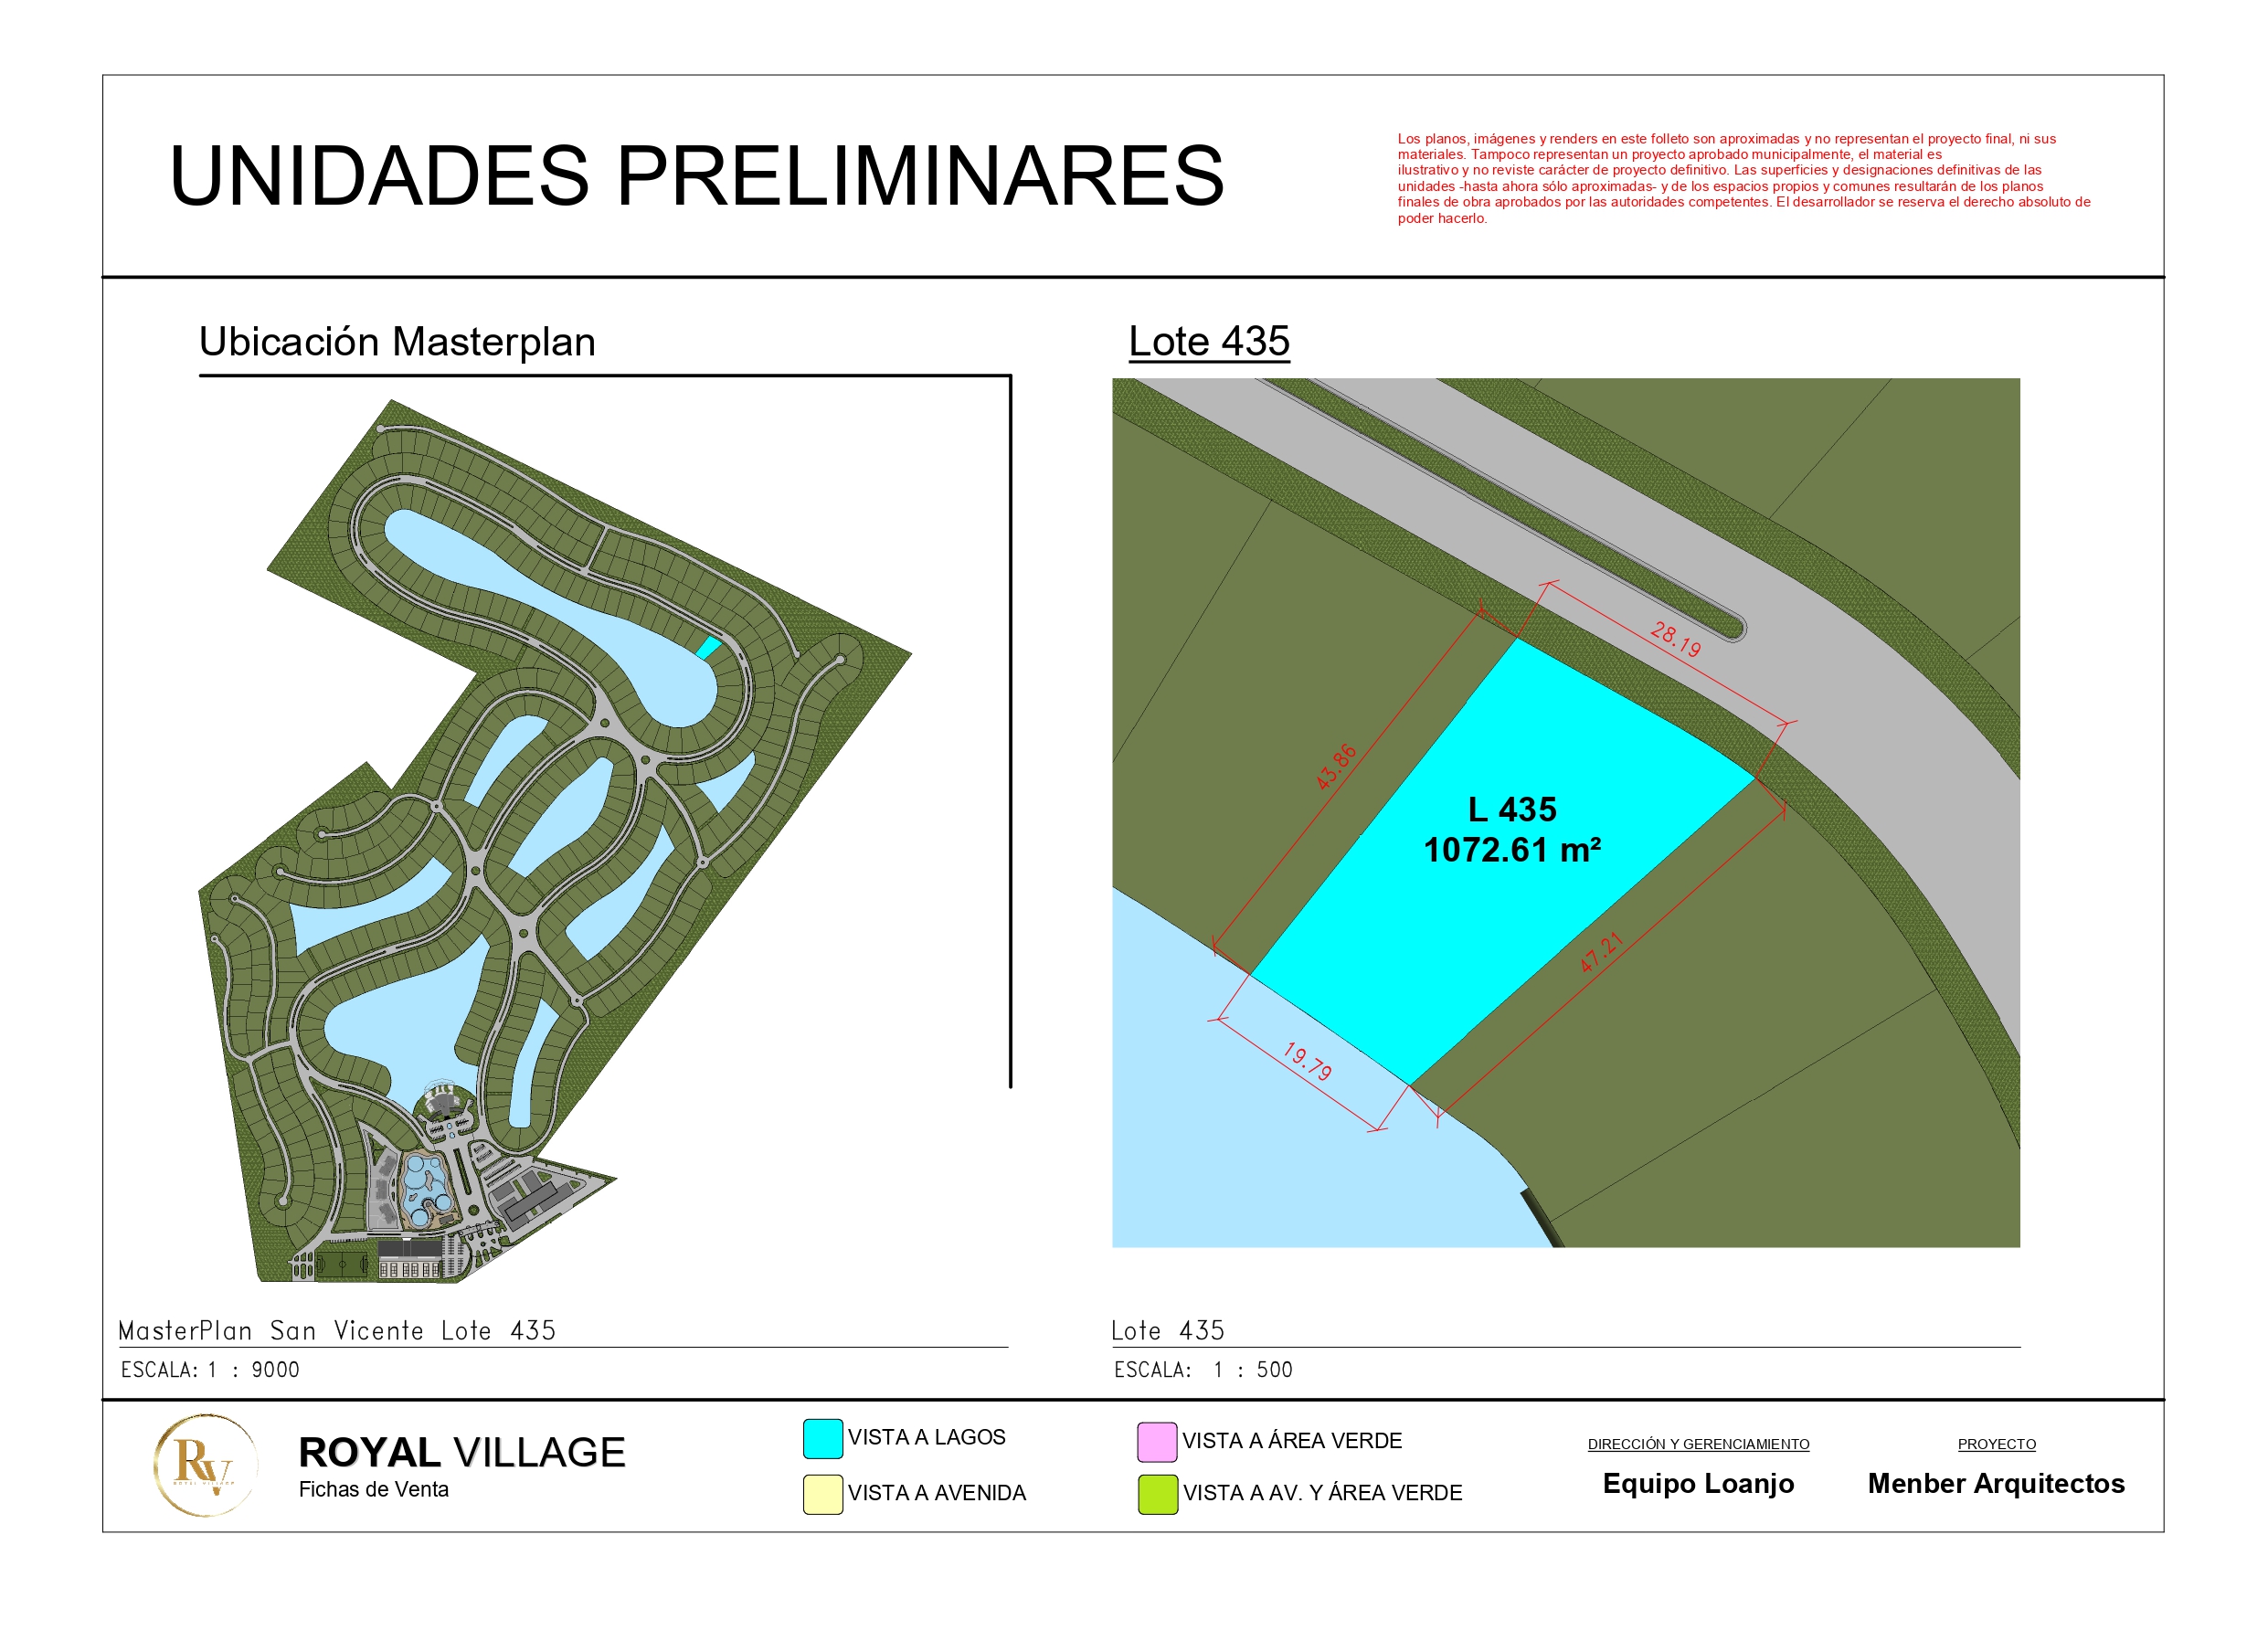 UNIDADES PRELIMINARES
Los planos, imágenes y renders en este folleto son aproximadas y no representan el proyecto final, ni sus
materiales. Tampoco representan un proyecto aprobado municipalmente, el material es
ilustrativo y no reviste carácter de proyecto definitivo. Las superficies y designaciones definitivas de las
unidades -hasta ahora sólo aproximadas- y de los espacios propios y comunes resultarán de los planos
finales de obra aprobados por las autoridades competentes. El desarrollador se reserva el derecho absoluto de
poder hacerlo.
Ubicación Masterplan
Lote 435
28.19
43.86
L 435
1072.61 m²
47.21
19.79
MasterPlan San Vicente Lote 435
ESCALA: 1 : 9000
Lote 435
ESCALA: 1 : 500
RV
ROYAL VILLAGE
ROYAL VILLAGE
Fichas de Venta
VISTA A LAGOS
VISTA A AVENIDA
VISTA A ÁREA VERDE
VISTA A AV. Y ÁREA VERDE
DIRECCIÓN Y GERENCIAMIENTO
Equipo Loanjo
PROYECTO
Menber Arquitectos